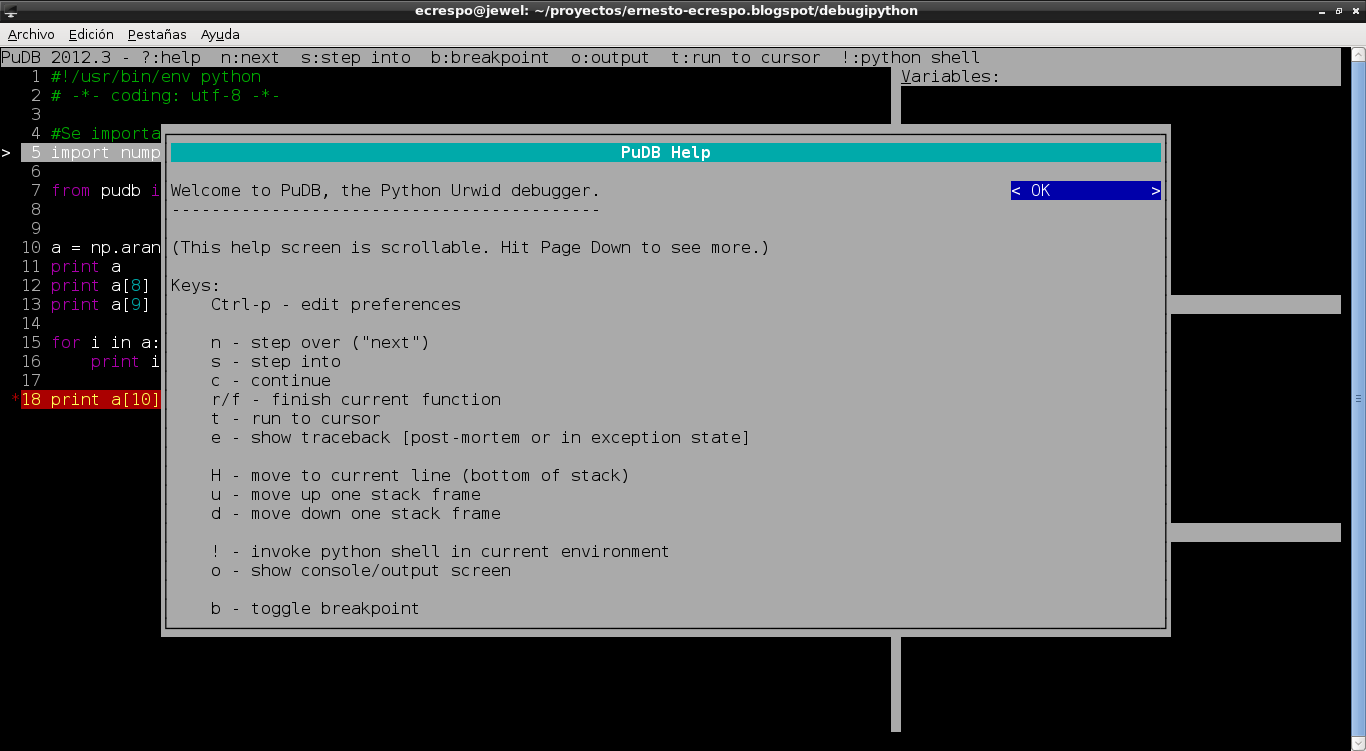 ecrespo@jewel: ~/proyectos/ernesto-ecrespo.blogspot/debugipython
Archivo Edición Pestañas Ayuda
PuDB 2012.3 - ?:help n:next s:step into b:breakpoint o:output t:run to cursor !:python shell
1 #!/usr/bin/env python
Variables:
2 # -*- coding: utf-8 -*-
3
4 #Se importa
> 5 import nump
6
7 from pudb i
8
9
10 a = np.aran
11 print a
12 print a[8]
13 print a[9]
14
15 for i in a:
16     print i
17
*18 print a[10]
PuDB Help
Welcome to PuDB, the Python Urwid debugger.
< OK >
-------------------------------------------
(This help screen is scrollable. Hit Page Down to see more.)
Keys:
    Ctrl-p - edit preferences
    n - step over ("next")
    s - step into
    c - continue
    r/f - finish current function
    t - run to cursor
    e - show traceback [post-mortem or in exception state]
    H - move to current line (bottom of stack)
    u - move up one stack frame
    d - move down one stack frame
    ! - invoke python shell in current environment
    o - show console/output screen
    b - toggle breakpoint